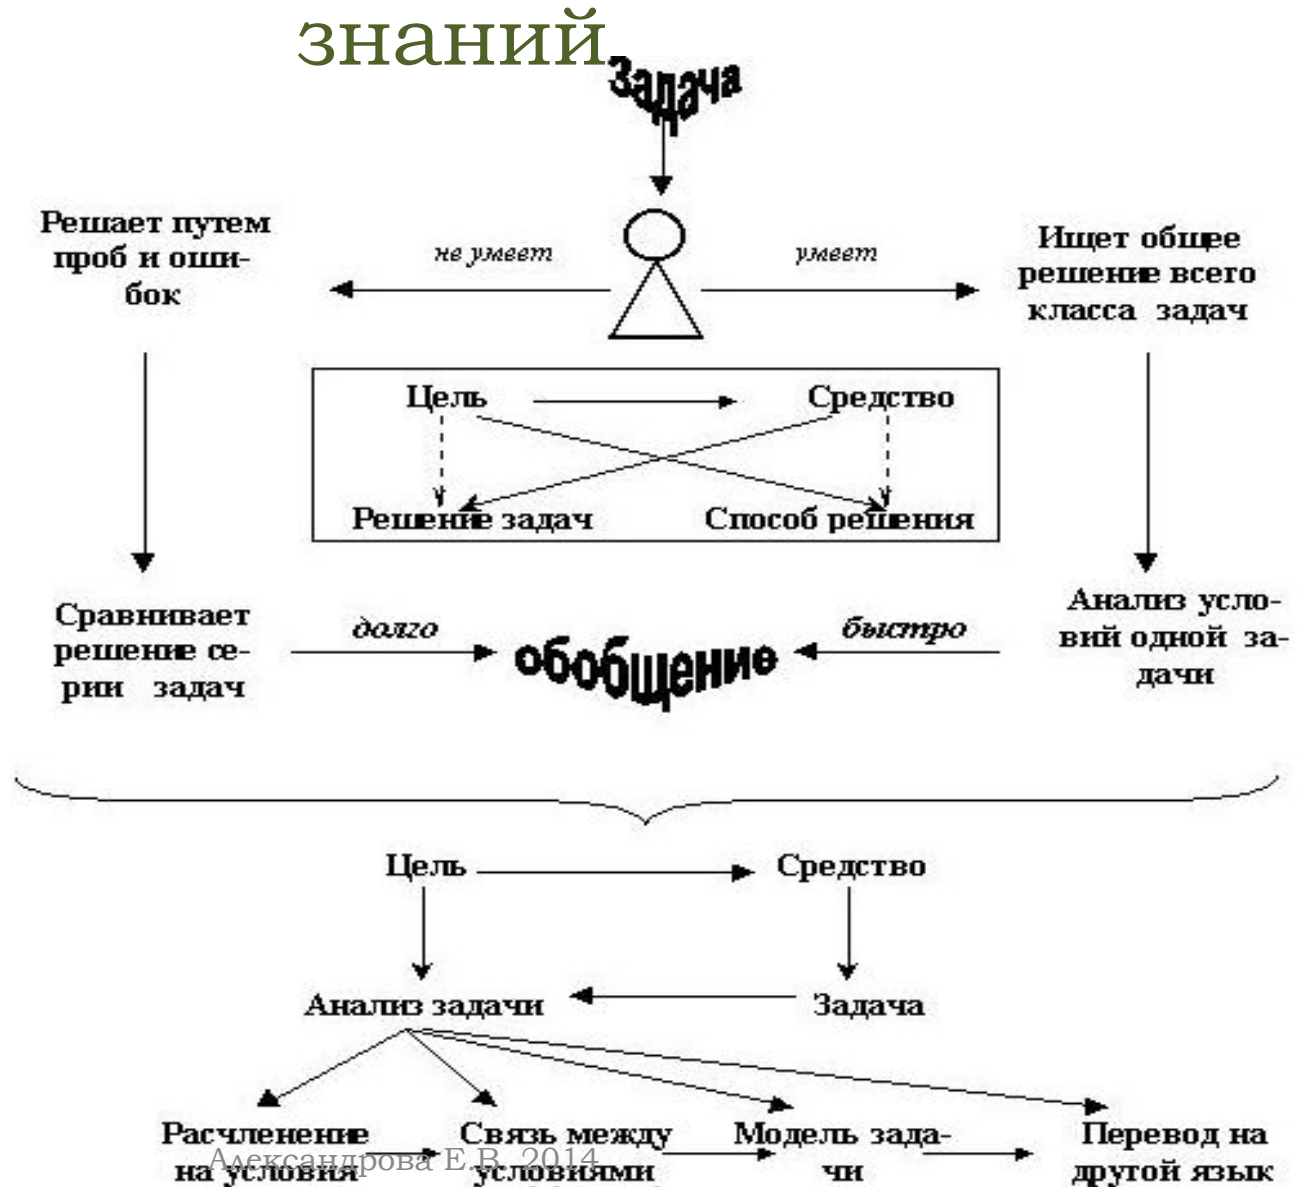 знаний
Задача
Решает путем
проб и оши-
бок
не умеет
умеет
Ищет общее
решение всего
класса задач
Цель
Средство
Решение задач
Способ решения
Сравнивает
решение се-
рии задач
долго
обобщение
быстро
Анализ усло-
вий одной за-
дачи
Цель
Средство
Анализ задачи
Задача
Расчленение
на условия
Связь между
условиями
Модель зада-
чи
Перевод на
другой язык
Александрова Е.В. 2014